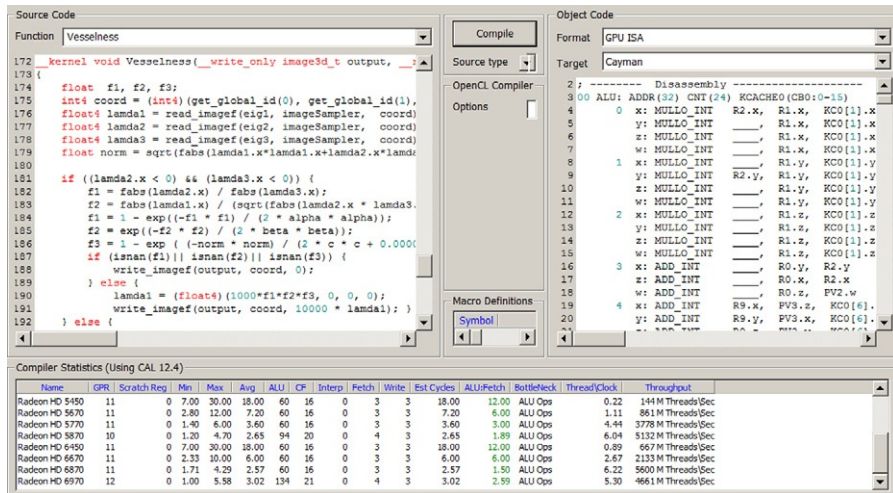 Source Code
Function Vesselness
172 __kernel void Vesselness(__write_only image3d_t output, __
173 {
174 float f1, f2, f3;
175 int4 coord = (int4)(get_global_id(0), get_global_id(1),
176 float4 lamda1 = read_imagef(eig1, imageSampler, coord)
177 float4 lamda2 = read_imagef(eig2, imageSampler, coord)
178 float4 lamda3 = read_imagef(eig3, imageSampler, coord)
179 float norm = sqrt(fabs(lamda1.x*lamda1.x+lamda2.x*lamda
180
181 if ((lamda2.x < 0) && (lamda3.x < 0)) {
182 f1 = fabs(lamda2.x) / fabs(lamda3.x);
183 f2 = fabs(lamda1.x) / (sqrt(fabs(lamda2.x * lamda3.
184 f1 = 1 - exp((-f1 * f1) / (2 * alpha * alpha));
185 f2 = exp((-f2 * f2) / (2 * beta * beta));
186 f3 = 1 - exp ( (-norm * norm) / (2 * c * c + 0.0000
187 if (isnan(f1)|| isnan(f2)|| isnan(f3)) {
188 write_imagef(output, coord, 0);
189 } else {
190 lamda1 = (float4)(1000*f1*f2*f3, 0, 0, 0);
191 write_imagef(output, coord, 10000 * lamda1); }
192 } else {
Compile
Source type
OpenCL Compiler
Options
Macro Definitions
Symbol
Object Code
Format GPU ISA
Target Cayman
2 ; -------- Disassembly --------------------
3 00 ALU: ADDR(32) CNT(24) KCACHE0(CB0:0-15)
4 0 x: MULLO_INT R2.x, R1.x, KC0[1].x
5 y: MULLO_INT ____, R1.x, KC0[1].x
6 z: MULLO_INT ____, R1.x, KC0[1].x
7 w: MULLO_INT ____, R1.x, KC0[1].x
8 1 x: MULLO_INT ____, R1.y, KC0[1].y
9 y: MULLO_INT R2.y, R1.y, KC0[1].y
10 z: MULLO_INT ____, R1.y, KC0[1].y
11 w: MULLO_INT ____, R1.y, KC0[1].y
12 2 x: MULLO_INT ____, R1.z, KC0[1].z
13 y: MULLO_INT ____, R1.z, KC0[1].z
14 z: MULLO_INT ____, R1.z, KC0[1].z
15 w: MULLO_INT ____, R1.z, KC0[1].z
16 3 x: ADD_INT ____, R0.y, R2.y
17 z: ADD_INT ____, R0.x, R2.x
18 w: ADD_INT ____, R0.z, PV2.w
19 4 x: ADD_INT R9.x, PV3.z, KC0[6].
20 y: ADD_INT R9.y, PV3.x, KC0[6].
Compiler Statistics (Using CAL 12.4)
Name GPR Scratch Reg Min Max Avg ALU CF Interp Fetch Write Est Cycles ALU:Fetch BottleNeck Thread\Clock Throughput
Radeon HD 5450 11 0 7.00 30.00 18.00 60 16 0 3 3 18.00 12.00 ALU Ops 0.22 144 M Threads\Sec
Radeon HD 5670 11 0 2.80 12.00 7.20 60 16 0 3 3 7.20 6.00 ALU Ops 1.11 861 M Threads\Sec
Radeon HD 5770 11 0 1.40 6.00 3.60 60 16 0 3 3 3.60 3.00 ALU Ops 4.44 3778 M Threads\Sec
Radeon HD 5870 10 0 1.20 4.70 2.65 94 20 0 4 3 2.65 1.89 ALU Ops 6.04 5132 M Threads\Sec
Radeon HD 6450 11 0 7.00 30.00 18.00 60 16 0 3 3 18.00 12.00 ALU Ops 0.89 667 M Threads\Sec
Radeon HD 6670 11 0 2.33 10.00 6.00 60 16 0 3 3 6.00 6.00 ALU Ops 2.67 2133 M Threads\Sec
Radeon HD 6870 11 0 1.71 4.29 2.57 60 16 0 3 3 2.57 1.50 ALU Ops 6.22 5600 M Threads\Sec
Radeon HD 6970 12 0 1.00 5.58 3.02 134 21 0 4 3 3.02 2.59 ALU Ops 5.30 4661 M Threads\Sec